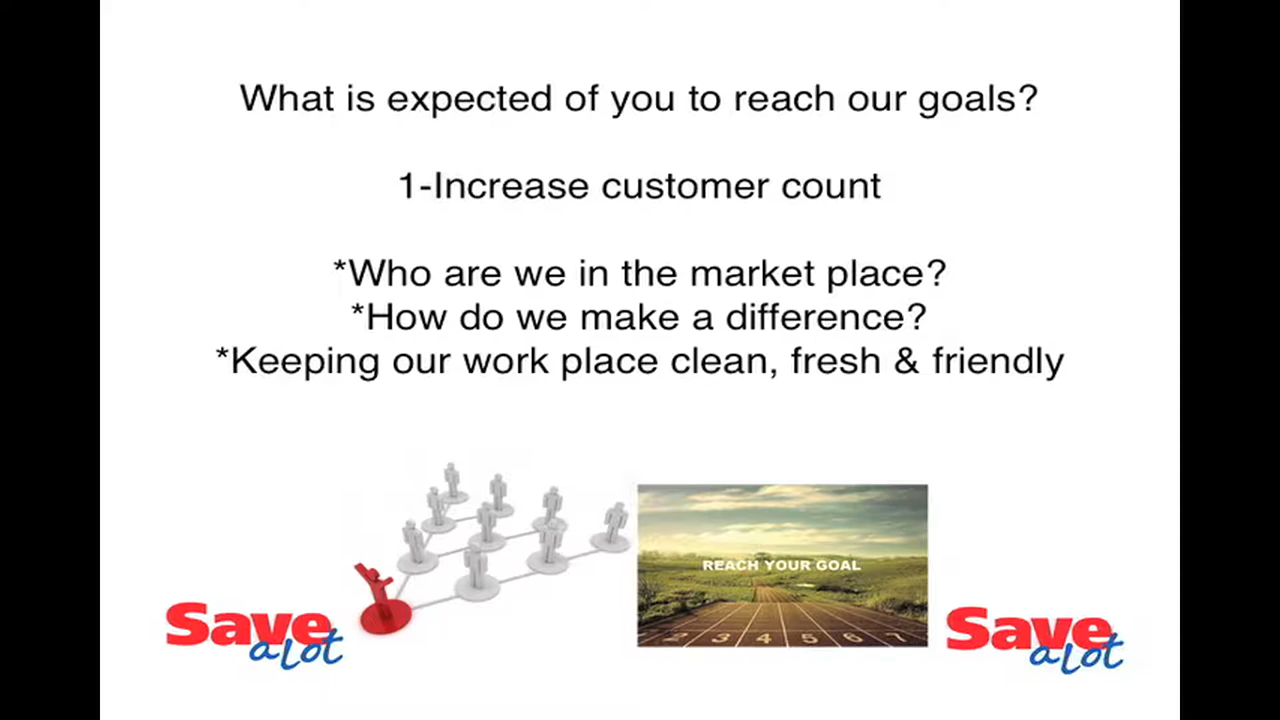 What is expected of you to reach our goals?
1-Increase customer count
*Who are we in the market place?
*How do we make a difference?
*Keeping our work place clean, fresh & friendly
REACH YOUR GOAL
2 3 4 5 6 7
Save
a Lot
Save
a Lot